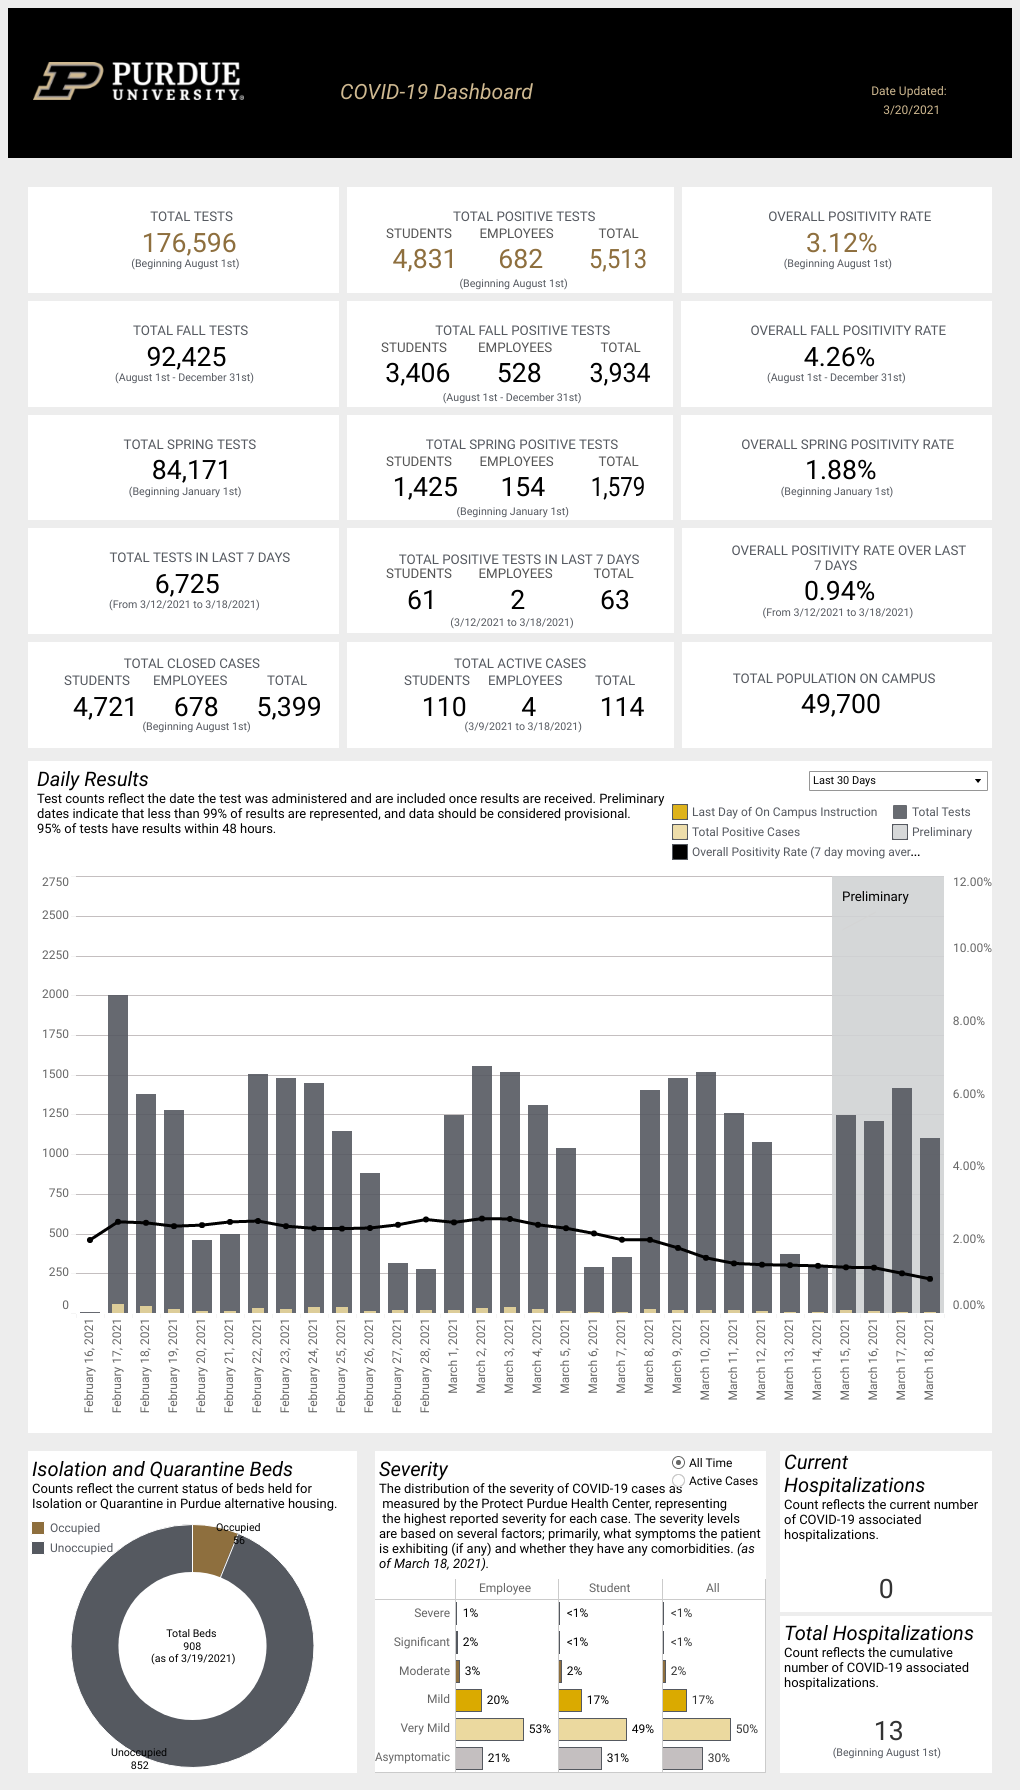 PURDUE
UNIVERSITY®
COVID-19 Dashboard
Date Updated:
3/20/2021
TOTAL TESTS
176,596
(Beginning August 1st)
TOTAL POSITIVE TESTS
STUDENTS EMPLOYEES TOTAL
4,831 682 5,513
(Beginning August 1st)
OVERALL POSITIVITY RATE
3.12%
(Beginning August 1st)
TOTAL FALL TESTS
92,425
(August 1st - December 31st)
TOTAL FALL POSITIVE TESTS
STUDENTS EMPLOYEES TOTAL
3,406 528 3,934
(August 1st - December 31st)
OVERALL FALL POSITIVITY RATE
4.26%
(August 1st - December 31st)
TOTAL SPRING TESTS
84,171
(Beginning January 1st)
TOTAL SPRING POSITIVE TESTS
STUDENTS EMPLOYEES TOTAL
1,425 154 1,579
(Beginning January 1st)
OVERALL SPRING POSITIVITY RATE
1.88%
(Beginning January 1st)
TOTAL TESTS IN LAST 7 DAYS
6,725
(From 3/12/2021 to 3/18/2021)
TOTAL POSITIVE TESTS IN LAST 7 DAYS
STUDENTS EMPLOYEES TOTAL
61 2 63
(3/12/2021 to 3/18/2021)
OVERALL POSITIVITY RATE OVER LAST
7 DAYS
0.94%
(From 3/12/2021 to 3/18/2021)
TOTAL CLOSED CASES
STUDENTS EMPLOYEES TOTAL
4,721 678 5,399
(Beginning August 1st)
TOTAL ACTIVE CASES
STUDENTS EMPLOYEES TOTAL
110 4 114
(3/9/2021 to 3/18/2021)
TOTAL POPULATION ON CAMPUS
49,700
Daily Results
Test counts reflect the date the test was administered and are included once results are received. Preliminary
dates indicate that less than 99% of results are represented, and data should be considered provisional.
95% of tests have results within 48 hours.
Last 30 Days
Last Day of On Campus Instruction
Total Tests
Total Positive Cases
Preliminary
Overall Positivity Rate (7 day moving aver...
2750
2500
2250
2000
1750
1500
1250
1000
750
500
250
0
Preliminary
12.00%
10.00%
8.00%
6.00%
4.00%
2.00%
0.00%
February 16, 2021
February 17, 2021
February 18, 2021
February 19, 2021
February 20, 2021
February 21, 2021
February 22, 2021
February 23, 2021
February 24, 2021
February 25, 2021
February 26, 2021
February 27, 2021
February 28, 2021
March 1, 2021
March 2, 2021
March 3, 2021
March 4, 2021
March 5, 2021
March 6, 2021
March 7, 2021
March 8, 2021
March 9, 2021
March 10, 2021
March 11, 2021
March 12, 2021
March 13, 2021
March 14, 2021
March 15, 2021
March 16, 2021
March 17, 2021
March 18, 2021
Isolation and Quarantine Beds
Counts reflect the current status of beds held for
Isolation or Quarantine in Purdue alternative housing.
Occupied
Unoccupied
Occupied
56
Total Beds
908
(as of 3/19/2021)
Unoccupied
852
Severity
All Time
Active Cases
The distribution of the severity of COVID-19 cases as
measured by the Protect Purdue Health Center, representing
the highest reported severity for each case. The severity levels
are based on several factors; primarily, what symptoms the patient
is exhibiting (if any) and whether they have any comorbidities. (as
of March 18, 2021).
Employee Student All
Severe 1% <1% <1%
Significant 2% <1% <1%
Moderate 3% 2% 2%
Mild 20% 17% 17%
Very Mild 53% 49% 50%
Asymptomatic 21% 31% 30%
Current
Hospitalizations
Count reflects the current number
of COVID-19 associated
hospitalizations.
0
Total Hospitalizations
Count reflects the cumulative
number of COVID-19 associated
hospitalizations.
13
(Beginning August 1st)